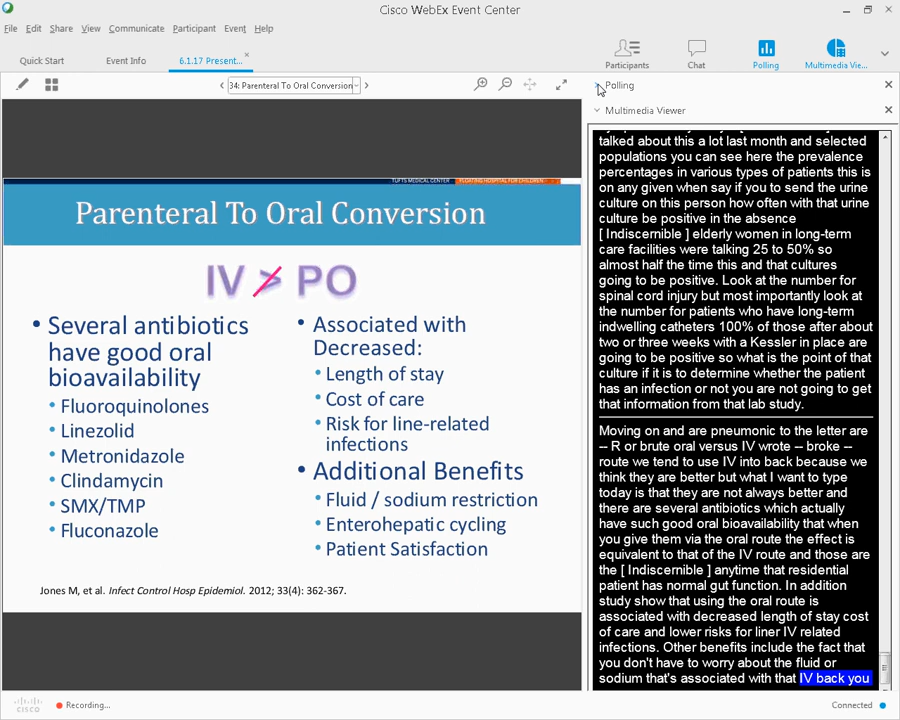 Cisco WebEx Event Center
File Edit Share View Communicate Participant Event Help
Quick Start Event Info 6.1.17 Present...
Participants Chat Polling Multimedia Vie...
34: Parenteral To Oral Conversion
Polling
Multimedia Viewer
TUFTS MEDICAL CENTER FLOATING HOSPITAL FOR CHILDREN
Parenteral To Oral Conversion
IV > PO
• Several antibiotics
have good oral
bioavailability
• Fluoroquinolones
• Linezolid
• Metronidazole
• Clindamycin
• SMX/TMP
• Fluconazole
• Associated with
Decreased:
• Length of stay
• Cost of care
• Risk for line-related
infections
• Additional Benefits
• Fluid / sodium restriction
• Enterohepatic cycling
• Patient Satisfaction
Jones M, et al. Infect Control Hosp Epidemiol. 2012; 33(4): 362-367.
talked about this a lot last month and selected
populations you can see here the prevalence
percentages in various types of patients this is
on any given when say if you to send the urine
culture on this person how often with that urine
culture be positive in the absence
[ Indiscernible ] elderly women in long-term
care facilities were talking 25 to 50% so
almost half the time this and that cultures
going to be positive. Look at the number for
spinal cord injury but most importantly look at
the number for patients who have long-term
indwelling catheters 100% of those after about
two or three weeks with a Kessler in place are
going to be positive so what is the point of that
culture if it is to determine whether the patient
has an infection or not you are not going to get
that information from that lab study.
Moving on and are pneumonic to the letter are
-- R or brute oral versus IV wrote -- broke --
route we tend to use IV into back because we
think they are better but what I want to type
today is that they are not always better and
there are several antibiotics which actually
have such good oral bioavailability that when
you give them via the oral route the effect is
equivalent to that of the IV route and those are
the [ Indiscernible ] anytime that residential
patient has normal gut function. In addition
study show that using the oral route is
associated with decreased length of stay cost
of care and lower risks for liner IV related
infections. Other benefits include the fact that
you don't have to worry about the fluid or
sodium that's associated with that IV back you
cisco Recording... Connected